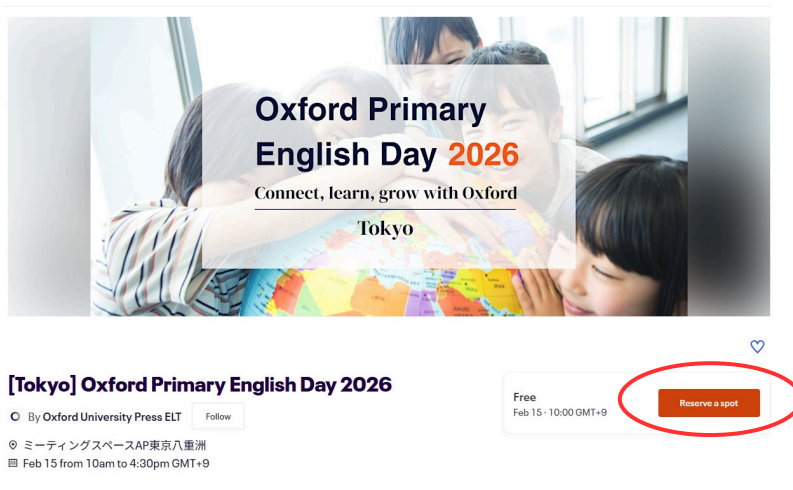 Oxford Primary
English Day 2026
Connect, learn, grow with Oxford
Tokyo
[Tokyo] Oxford Primary English Day 2026
By Oxford University Press ELT Follow
ミーティングスペースAP東京八重洲
Feb 15 from 10am to 4:30pm GMT+9
Free
Feb 15 · 10:00 GMT+9
Reserve a spot